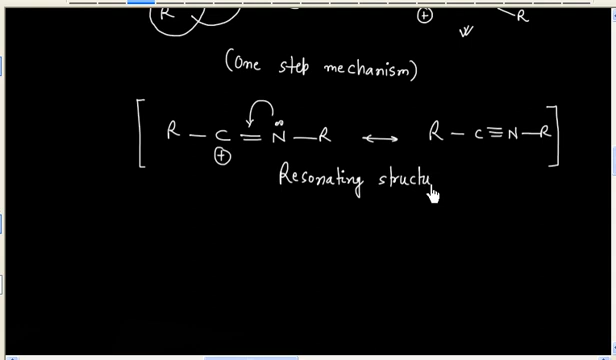 R R
⊕
(One step mechanism)
[ R — C = N̈ — R ⟷ R — C ≡ N — R ]
⊕
Resonating structu